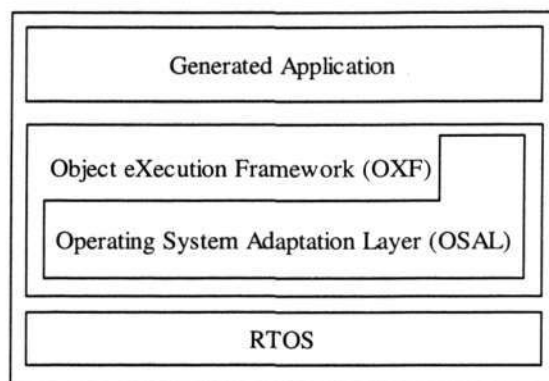 Generated Application
Object eXecution Framework (OXF)
Operating System Adaptation Layer (OSAL)
RTOS